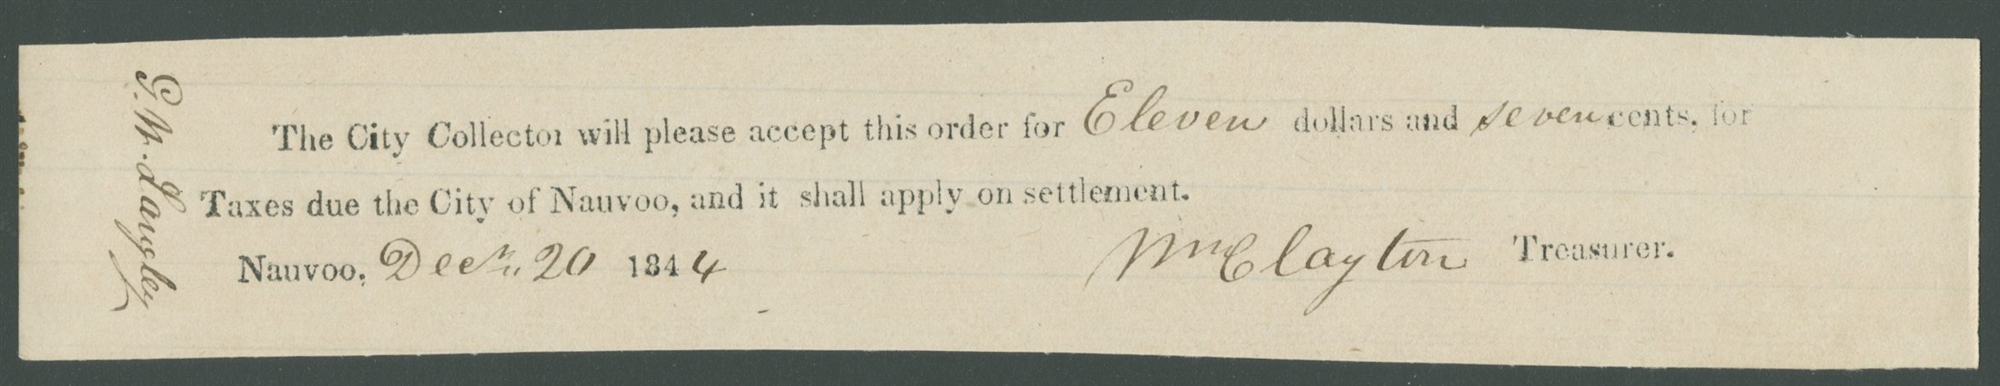 The City Collector will please accept this order for Eleven dollars and seven cents, for
Taxes due the City of Nauvoo, and it shall apply on settlement.
Nauvoo, Decr. 20 1844 Wm Clayton Treasurer.
G. W. Langley